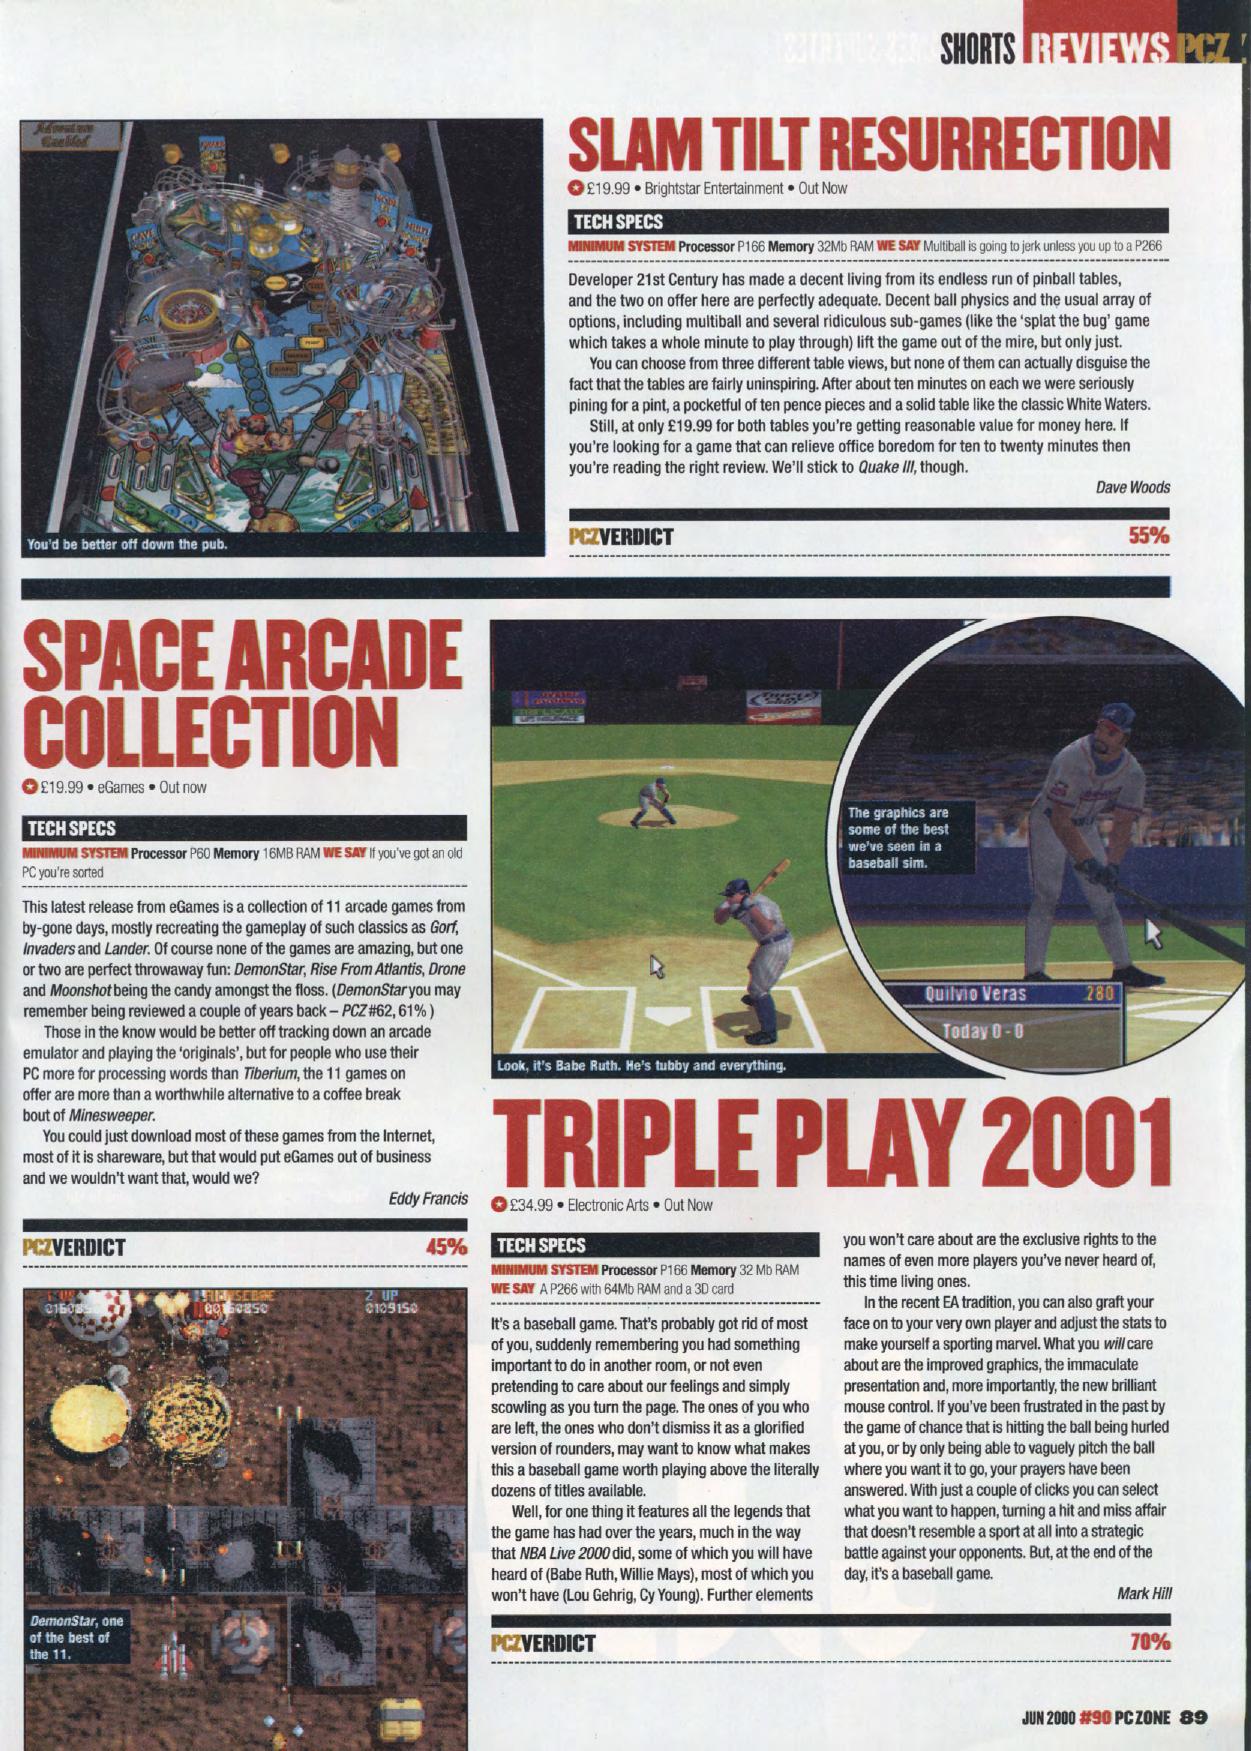 SHORTS REVIEWS PCZ
SLAM TILT RESURRECTION
£19.99 • Brightstar Entertainment • Out Now
TECH SPECS
MINIMUM SYSTEM Processor P166 Memory 32Mb RAM WE SAY Multiball is going to jerk unless you up to a P266
Developer 21st Century has made a decent living from its endless run of pinball tables,
and the two on offer here are perfectly adequate. Decent ball physics and the usual array of
options, including multiball and several ridiculous sub-games (like the 'splat the bug' game
which takes a whole minute to play through) lift the game out of the mire, but only just.
You can choose from three different table views, but none of them can actually disguise the
fact that the tables are fairly uninspiring. After about ten minutes on each we were seriously
pining for a pint, a pocketful of ten pence pieces and a solid table like the classic White Waters.
Still, at only £19.99 for both tables you're getting reasonable value for money here. If
you're looking for a game that can relieve office boredom for ten to twenty minutes then
you're reading the right review. We'll stick to Quake III, though.
Dave Woods
You'd be better off down the pub.
PCZVERDICT 55%
SPACE ARCADE
COLLECTION
£19.99 • eGames • Out now
TECH SPECS
MINIMUM SYSTEM Processor P60 Memory 16MB RAM WE SAY If you've got an old
PC you're sorted
This latest release from eGames is a collection of 11 arcade games from
by-gone days, mostly recreating the gameplay of such classics as Gorf,
Invaders and Lander. Of course none of the games are amazing, but one
or two are perfect throwaway fun: DemonStar, Rise From Atlantis, Drone
and Moonshot being the candy amongst the floss. (DemonStar you may
remember being reviewed a couple of years back – PCZ #62, 61%)
Those in the know would be better off tracking down an arcade
emulator and playing the 'originals', but for people who use their
PC more for processing words than Tiberium, the 11 games on
offer are more than a worthwhile alternative to a coffee break
bout of Minesweeper.
You could just download most of these games from the Internet,
most of it is shareware, but that would put eGames out of business
and we wouldn't want that, would we?
Eddy Francis
PCZVERDICT 45%
2 UP
0109150
DemonStar, one
of the best of
the 11.
The graphics are
some of the best
we've seen in a
baseball sim.
Quilvio Veras .280
Today 0 - 0
Look, it's Babe Ruth. He's tubby and everything.
TRIPLE PLAY 2001
£34.99 • Electronic Arts • Out Now
TECH SPECS
MINIMUM SYSTEM Processor P166 Memory 32 Mb RAM
WE SAY A P266 with 64Mb RAM and a 3D card
It's a baseball game. That's probably got rid of most
of you, suddenly remembering you had something
important to do in another room, or not even
pretending to care about our feelings and simply
scowling as you turn the page. The ones of you who
are left, the ones who don't dismiss it as a glorified
version of rounders, may want to know what makes
this a baseball game worth playing above the literally
dozens of titles available.
Well, for one thing it features all the legends that
the game has had over the years, much in the way
that NBA Live 2000 did, some of which you will have
heard of (Babe Ruth, Willie Mays), most of which you
won't have (Lou Gehrig, Cy Young). Further elements
you won't care about are the exclusive rights to the
names of even more players you've never heard of,
this time living ones.
In the recent EA tradition, you can also graft your
face on to your very own player and adjust the stats to
make yourself a sporting marvel. What you will care
about are the improved graphics, the immaculate
presentation and, more importantly, the new brilliant
mouse control. If you've been frustrated in the past by
the game of chance that is hitting the ball being hurled
at you, or by only being able to vaguely pitch the ball
where you want it to go, your prayers have been
answered. With just a couple of clicks you can select
what you want to happen, turning a hit and miss affair
that doesn't resemble a sport at all into a strategic
battle against your opponents. But, at the end of the
day, it's a baseball game.
Mark Hill
PCZVERDICT 70%
JUN 2000 #90 PC ZONE 89